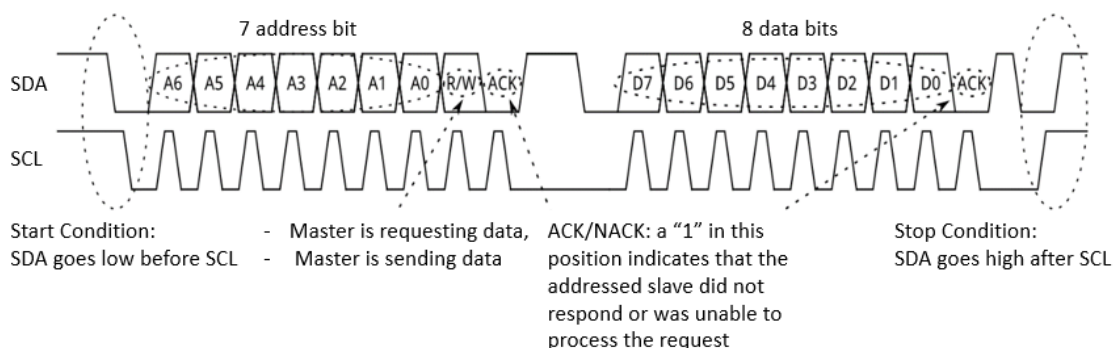 7 address bit
8 data bits
SDA
A6 A5 A4 A3 A2 A1 A0 R/W ACK
D7 D6 D5 D4 D3 D2 D1 D0 ACK
SCL
Start Condition:
SDA goes low before SCL
- Master is requesting data,
- Master is sending data
ACK/NACK: a “1” in this
position indicates that the
addressed slave did not
respond or was unable to
process the request
Stop Condition:
SDA goes high after SCL